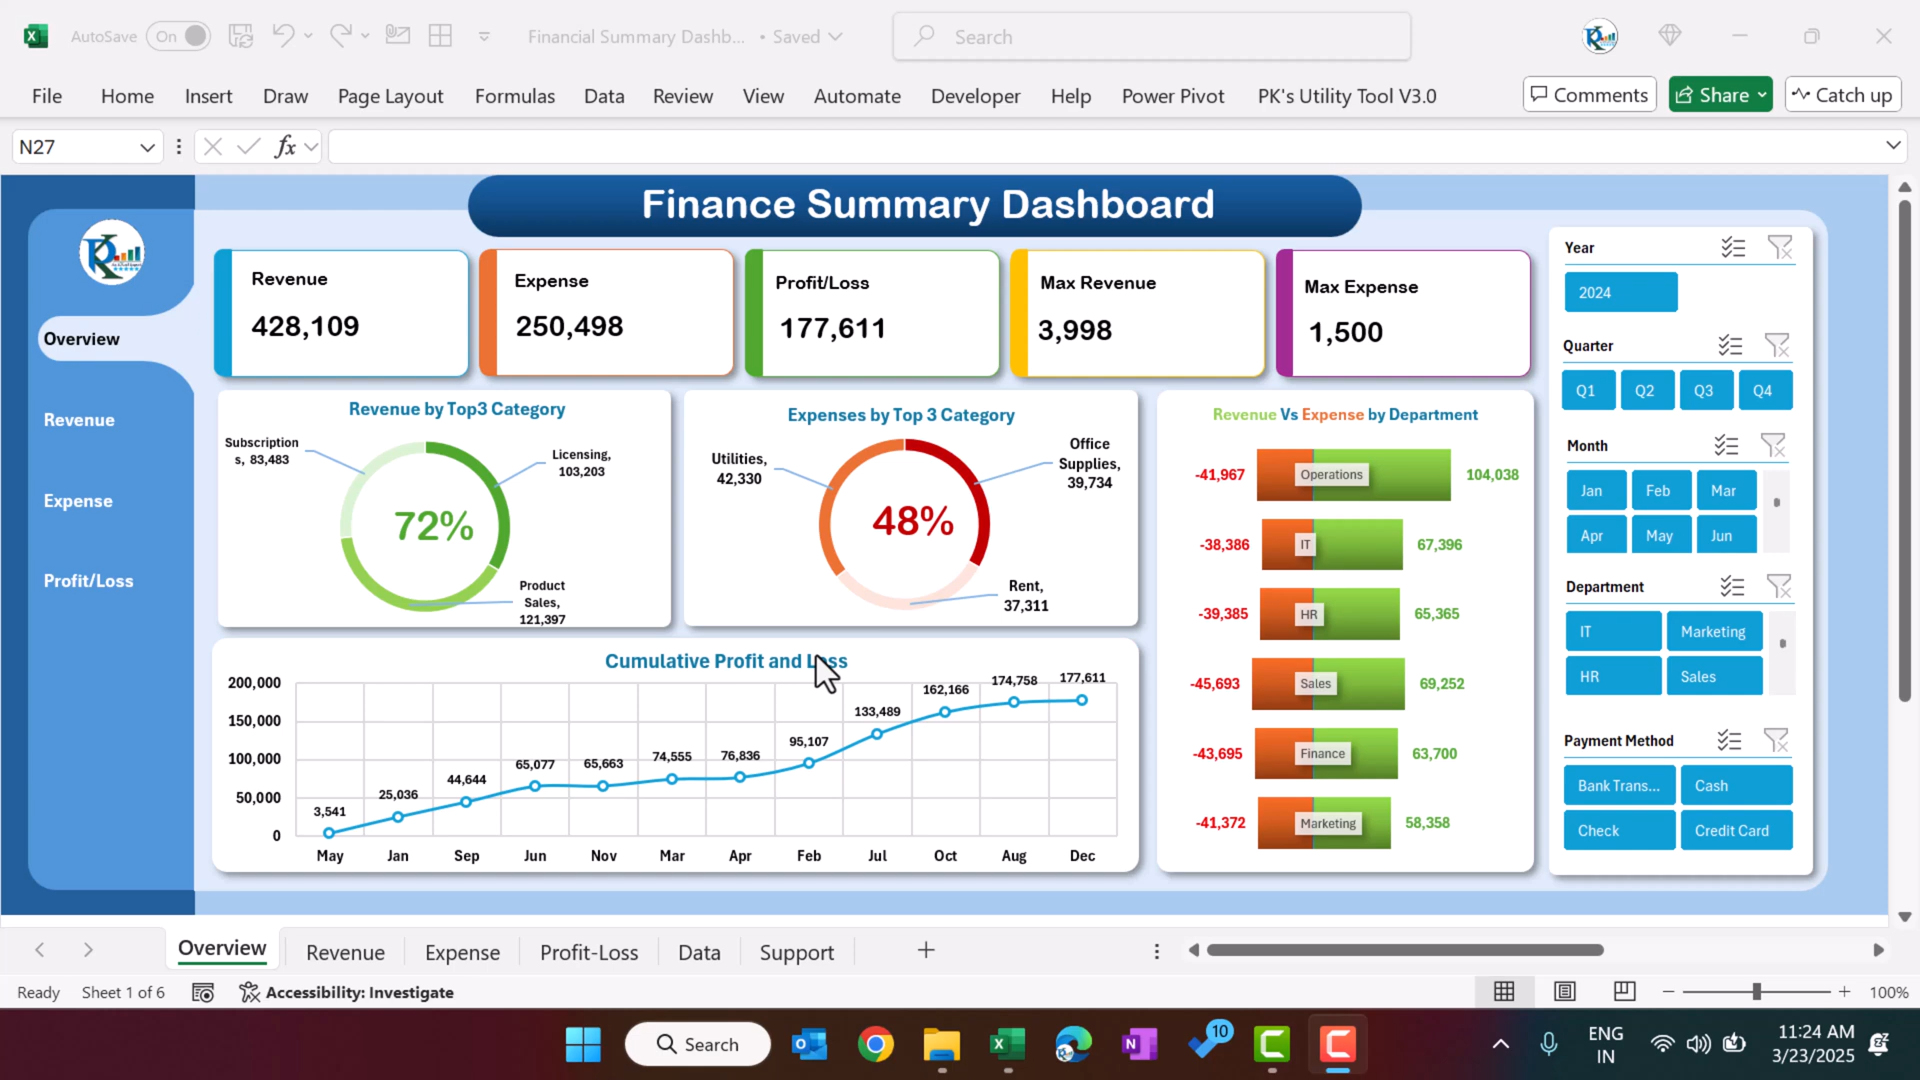 AutoSave On
Financial Summary Dashb... • Saved
Search
File Home Insert Draw Page Layout Formulas Data Review View Automate Developer Help Power Pivot PK's Utility Tool V3.0
Comments Share Catch up
N27
fx
Finance Summary Dashboard
Overview
Revenue
Expense
Profit/Loss
Revenue
428,109
Expense
250,498
Profit/Loss
177,611
Max Revenue
3,998
Max Expense
1,500
Revenue by Top3 Category
Subscription
s, 83,483
Licensing,
103,203
72%
Product
Sales,
121,397
Expenses by Top 3 Category
Utilities,
42,330
Office
Supplies,
39,734
48%
Rent,
37,311
Revenue Vs Expense by Department
-41,967 Operations 104,038
-38,386 IT 67,396
-39,385 HR 65,365
-45,693 Sales 69,252
-43,695 Finance 63,700
-41,372 Marketing 58,358
Cumulative Profit and Loss
200,000
150,000
100,000
50,000
0
3,541
25,036
44,644
65,077
65,663
74,555
76,836
95,107
133,489
162,166
174,758
177,611
May Jan Sep Jun Nov Mar Apr Feb Jul Oct Aug Dec
Year
2024
Quarter
Q1 Q2 Q3 Q4
Month
Jan Feb Mar
Apr May Jun
Department
IT Marketing
HR Sales
Payment Method
Bank Trans... Cash
Check Credit Card
Overview Revenue Expense Profit-Loss Data Support
Ready Sheet 1 of 6 Accessibility: Investigate
100%
Search
10
ENG
IN
11:24 AM
3/23/2025